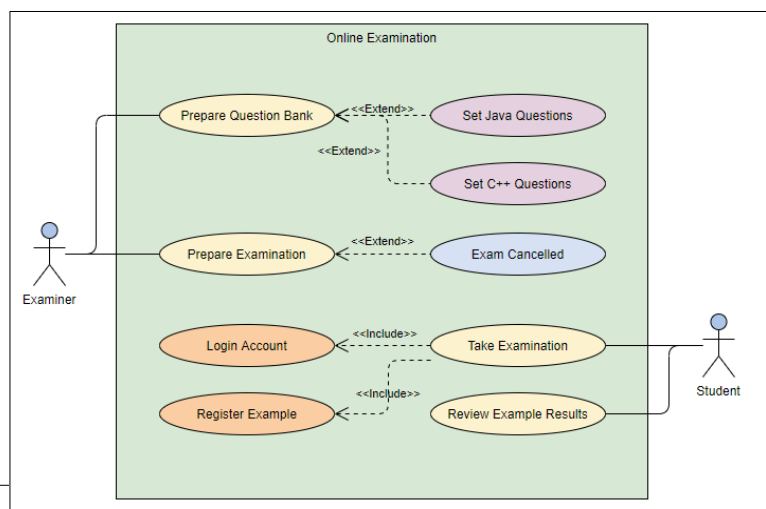 Online Examination
<<Extend>>
Prepare Question Bank
Set Java Questions
<<Extend>>
Set C++ Questions
<<Extend>>
Prepare Examination
Exam Cancelled
Examiner
<<Include>>
Login Account
Take Examination
<<Include>>
Student
Register Example
Review Example Results